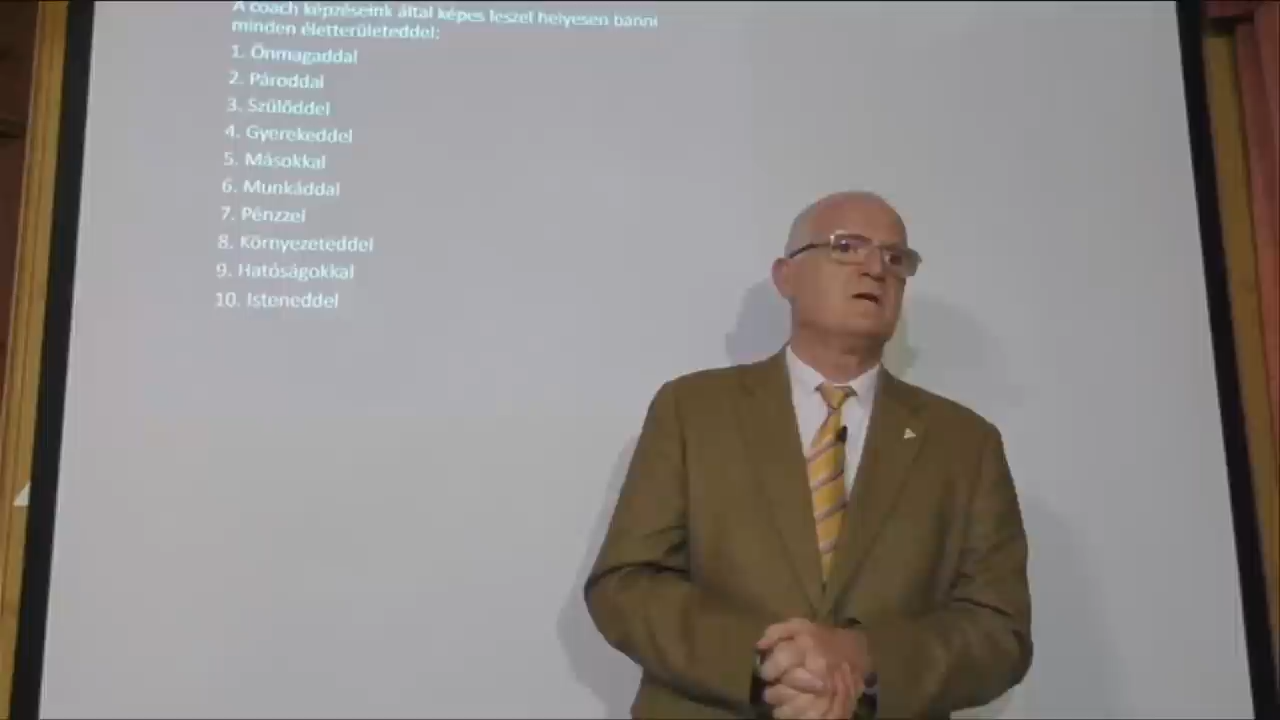 A coach képzéseink által képes leszel helyesen bánni
minden életterületeddel:
1. Önmagaddal
2. Pároddal
3. Szülőddel
4. Gyerekeddel
5. Másokkal
6. Munkáddal
7. Pénzzel
8. Környezeteddel
9. Hatóságokkal
10. Isteneddel